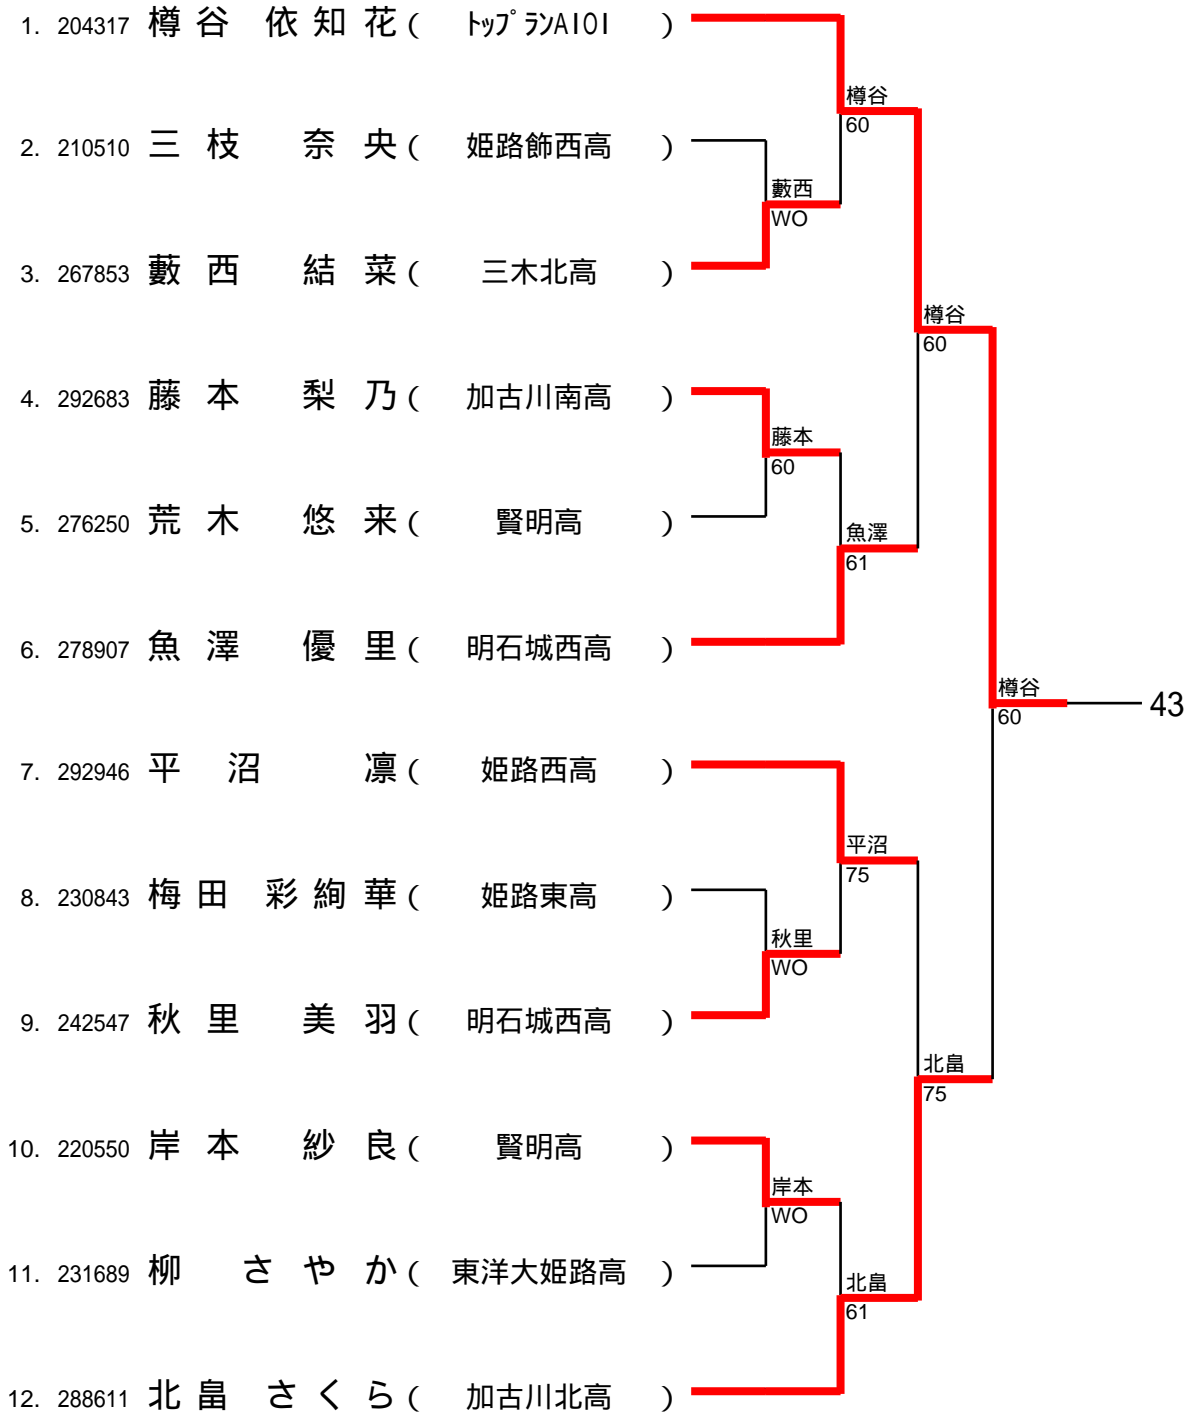 1. 204317 樽谷 依知花 ( トップランAIOI )
樽谷
60
2. 210510 三枝 奈央 ( 姫路飾西高 )
藪西
WO
3. 267853 藪西 結菜 ( 三木北高 )
樽谷
60
4. 292683 藤本 梨乃 ( 加古川南高 )
藤本
60
5. 276250 荒木 悠来 ( 賢明高 )
魚澤
61
6. 278907 魚澤 優里 ( 明石城西高 )
樽谷
60
43
7. 292946 平沼 凛 ( 姫路西高 )
平沼
75
8. 230843 梅田 彩絢華 ( 姫路東高 )
秋里
WO
9. 242547 秋里 美羽 ( 明石城西高 )
北畠
75
10. 220550 岸本 紗良 ( 賢明高 )
岸本
WO
11. 231689 柳 さやか ( 東洋大姫路高 )
北畠
61
12. 288611 北畠 さくら ( 加古川北高 )